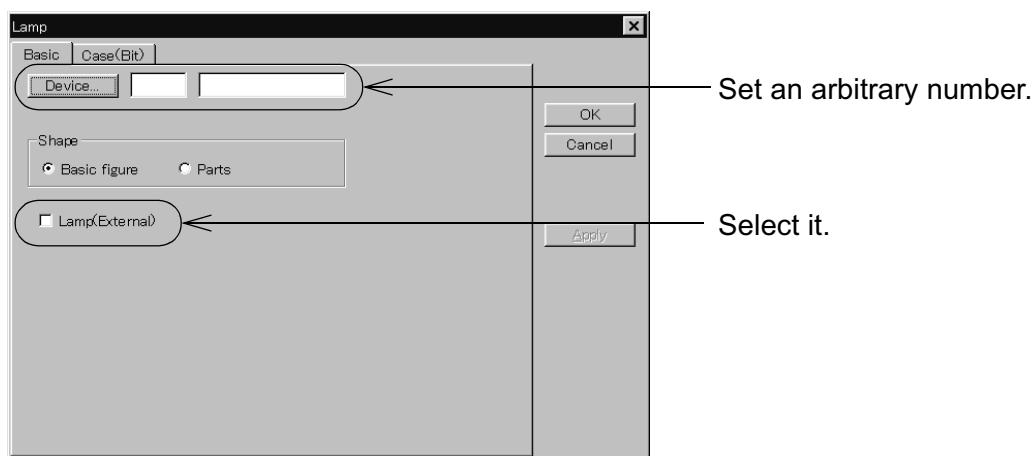 Lamp
Basic Case(Bit)
Device...
Set an arbitrary number.
OK
Shape
Cancel
Basic figure Parts
Lamp(External)
Select it.
Apply